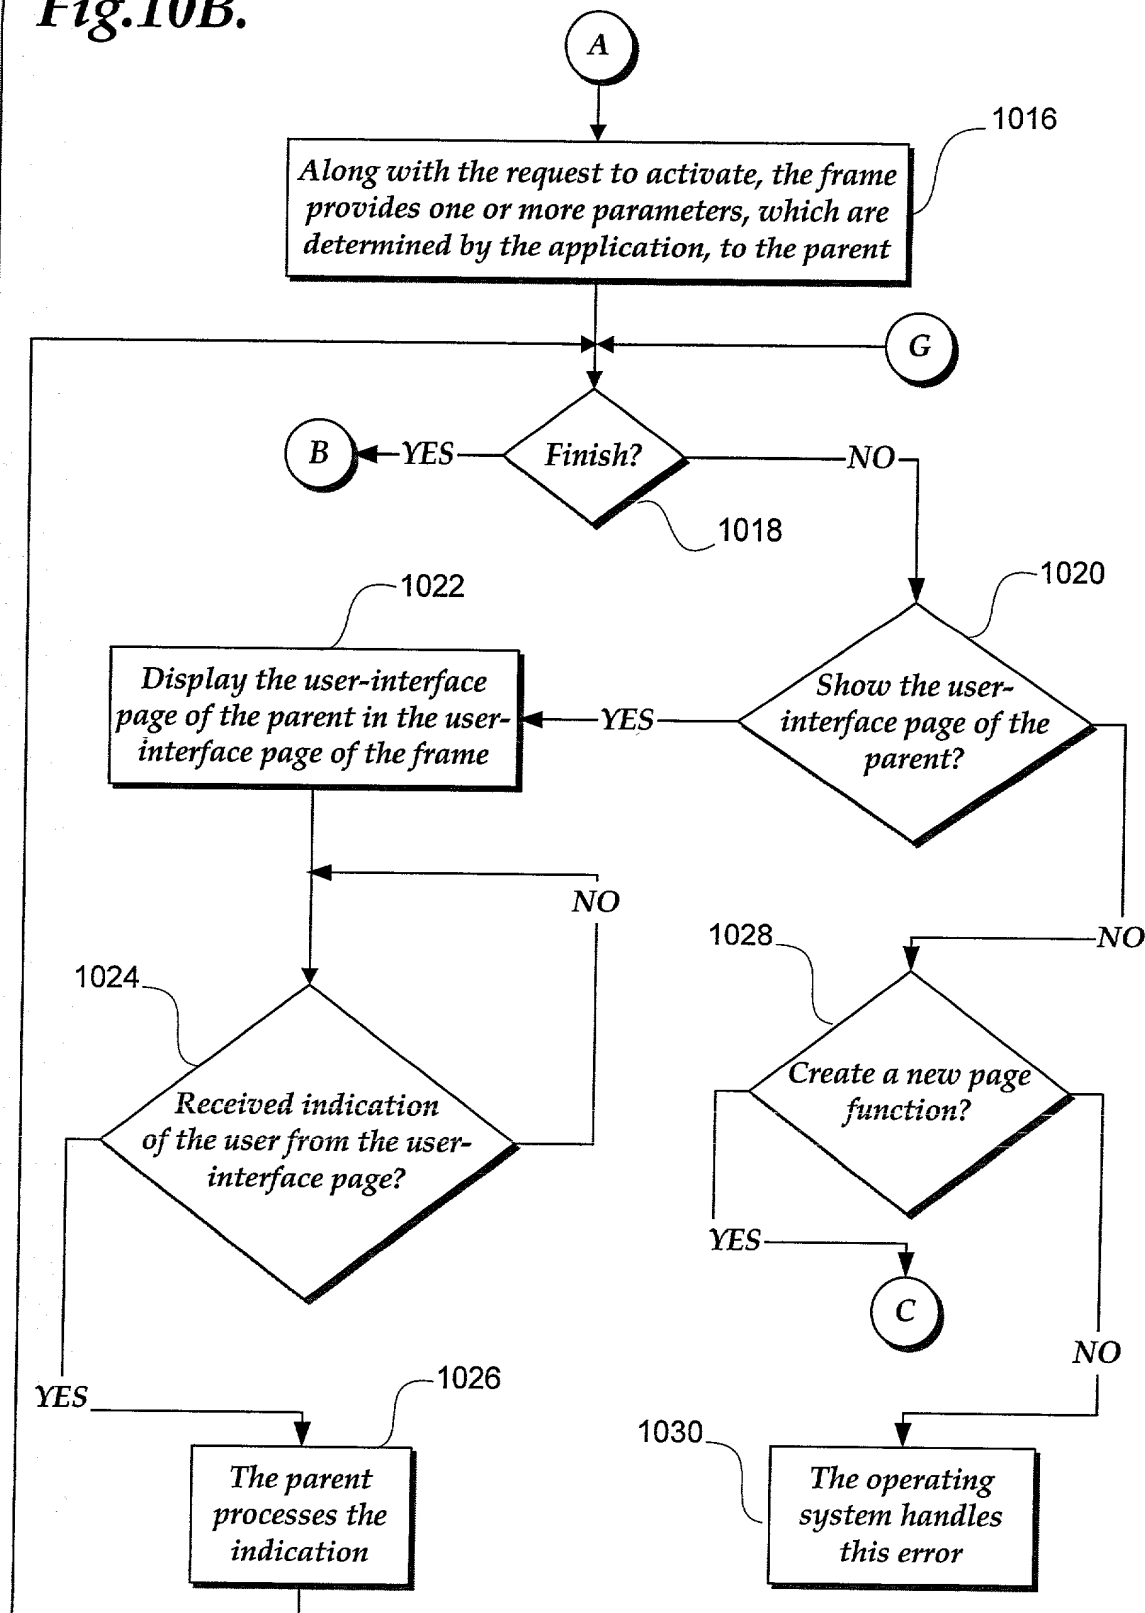 Fig.10B.
A
1016
Along with the request to activate, the frame
provides one or more parameters, which are
determined by the application, to the parent
G
B
YES
Finish?
NO
1018
1020
1022
Display the user-interface
page of the parent in the user-
interface page of the frame
YES
Show the user-
interface page of the
parent?
NO
NO
1028
1024
Create a new page
function?
Received indication
of the user from the user-
interface page?
YES
C
NO
YES
1026
1030
The parent
processes the
indication
The operating
system handles
this error